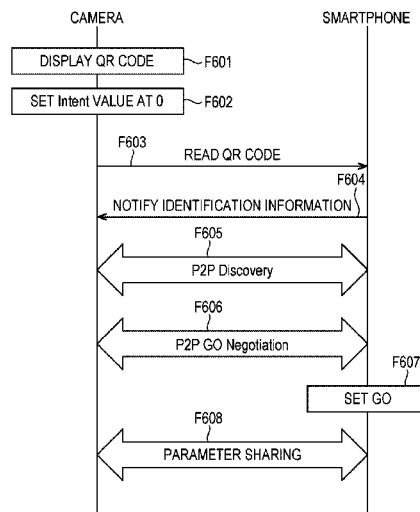 CAMERA
SMARTPHONE
DISPLAY QR CODE
F601
SET Intent VALUE AT 0
F602
F603
READ QR CODE
F604
NOTIFY IDENTIFICATION INFORMATION
F605
P2P Discovery
F606
P2P GO Negotiation
F607
SET GO
F608
PARAMETER SHARING